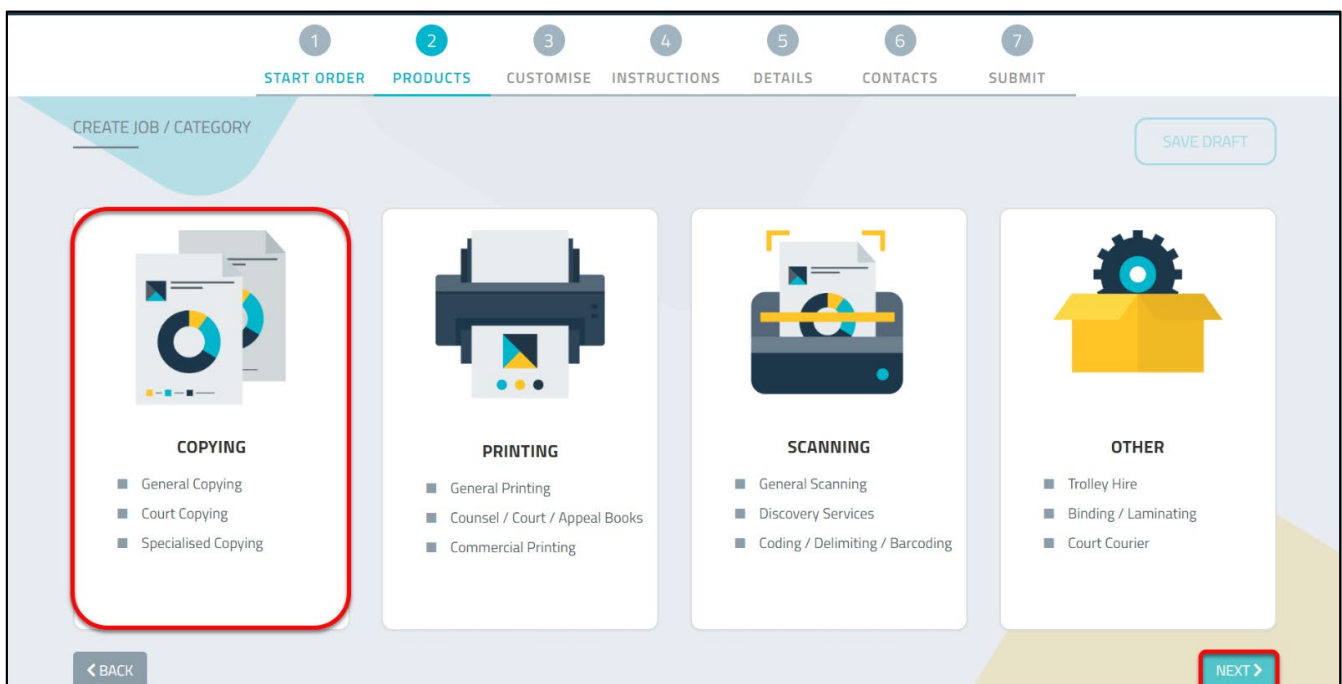 1 2 3 4 5 6 7
START ORDER PRODUCTS CUSTOMISE INSTRUCTIONS DETAILS CONTACTS SUBMIT
CREATE JOB / CATEGORY
SAVE DRAFT
COPYING
General Copying
Court Copying
Specialised Copying
PRINTING
General Printing
Counsel / Court / Appeal Books
Commercial Printing
SCANNING
General Scanning
Discovery Services
Coding / Delimiting / Barcoding
OTHER
Trolley Hire
Binding / Laminating
Court Courier
BACK
NEXT